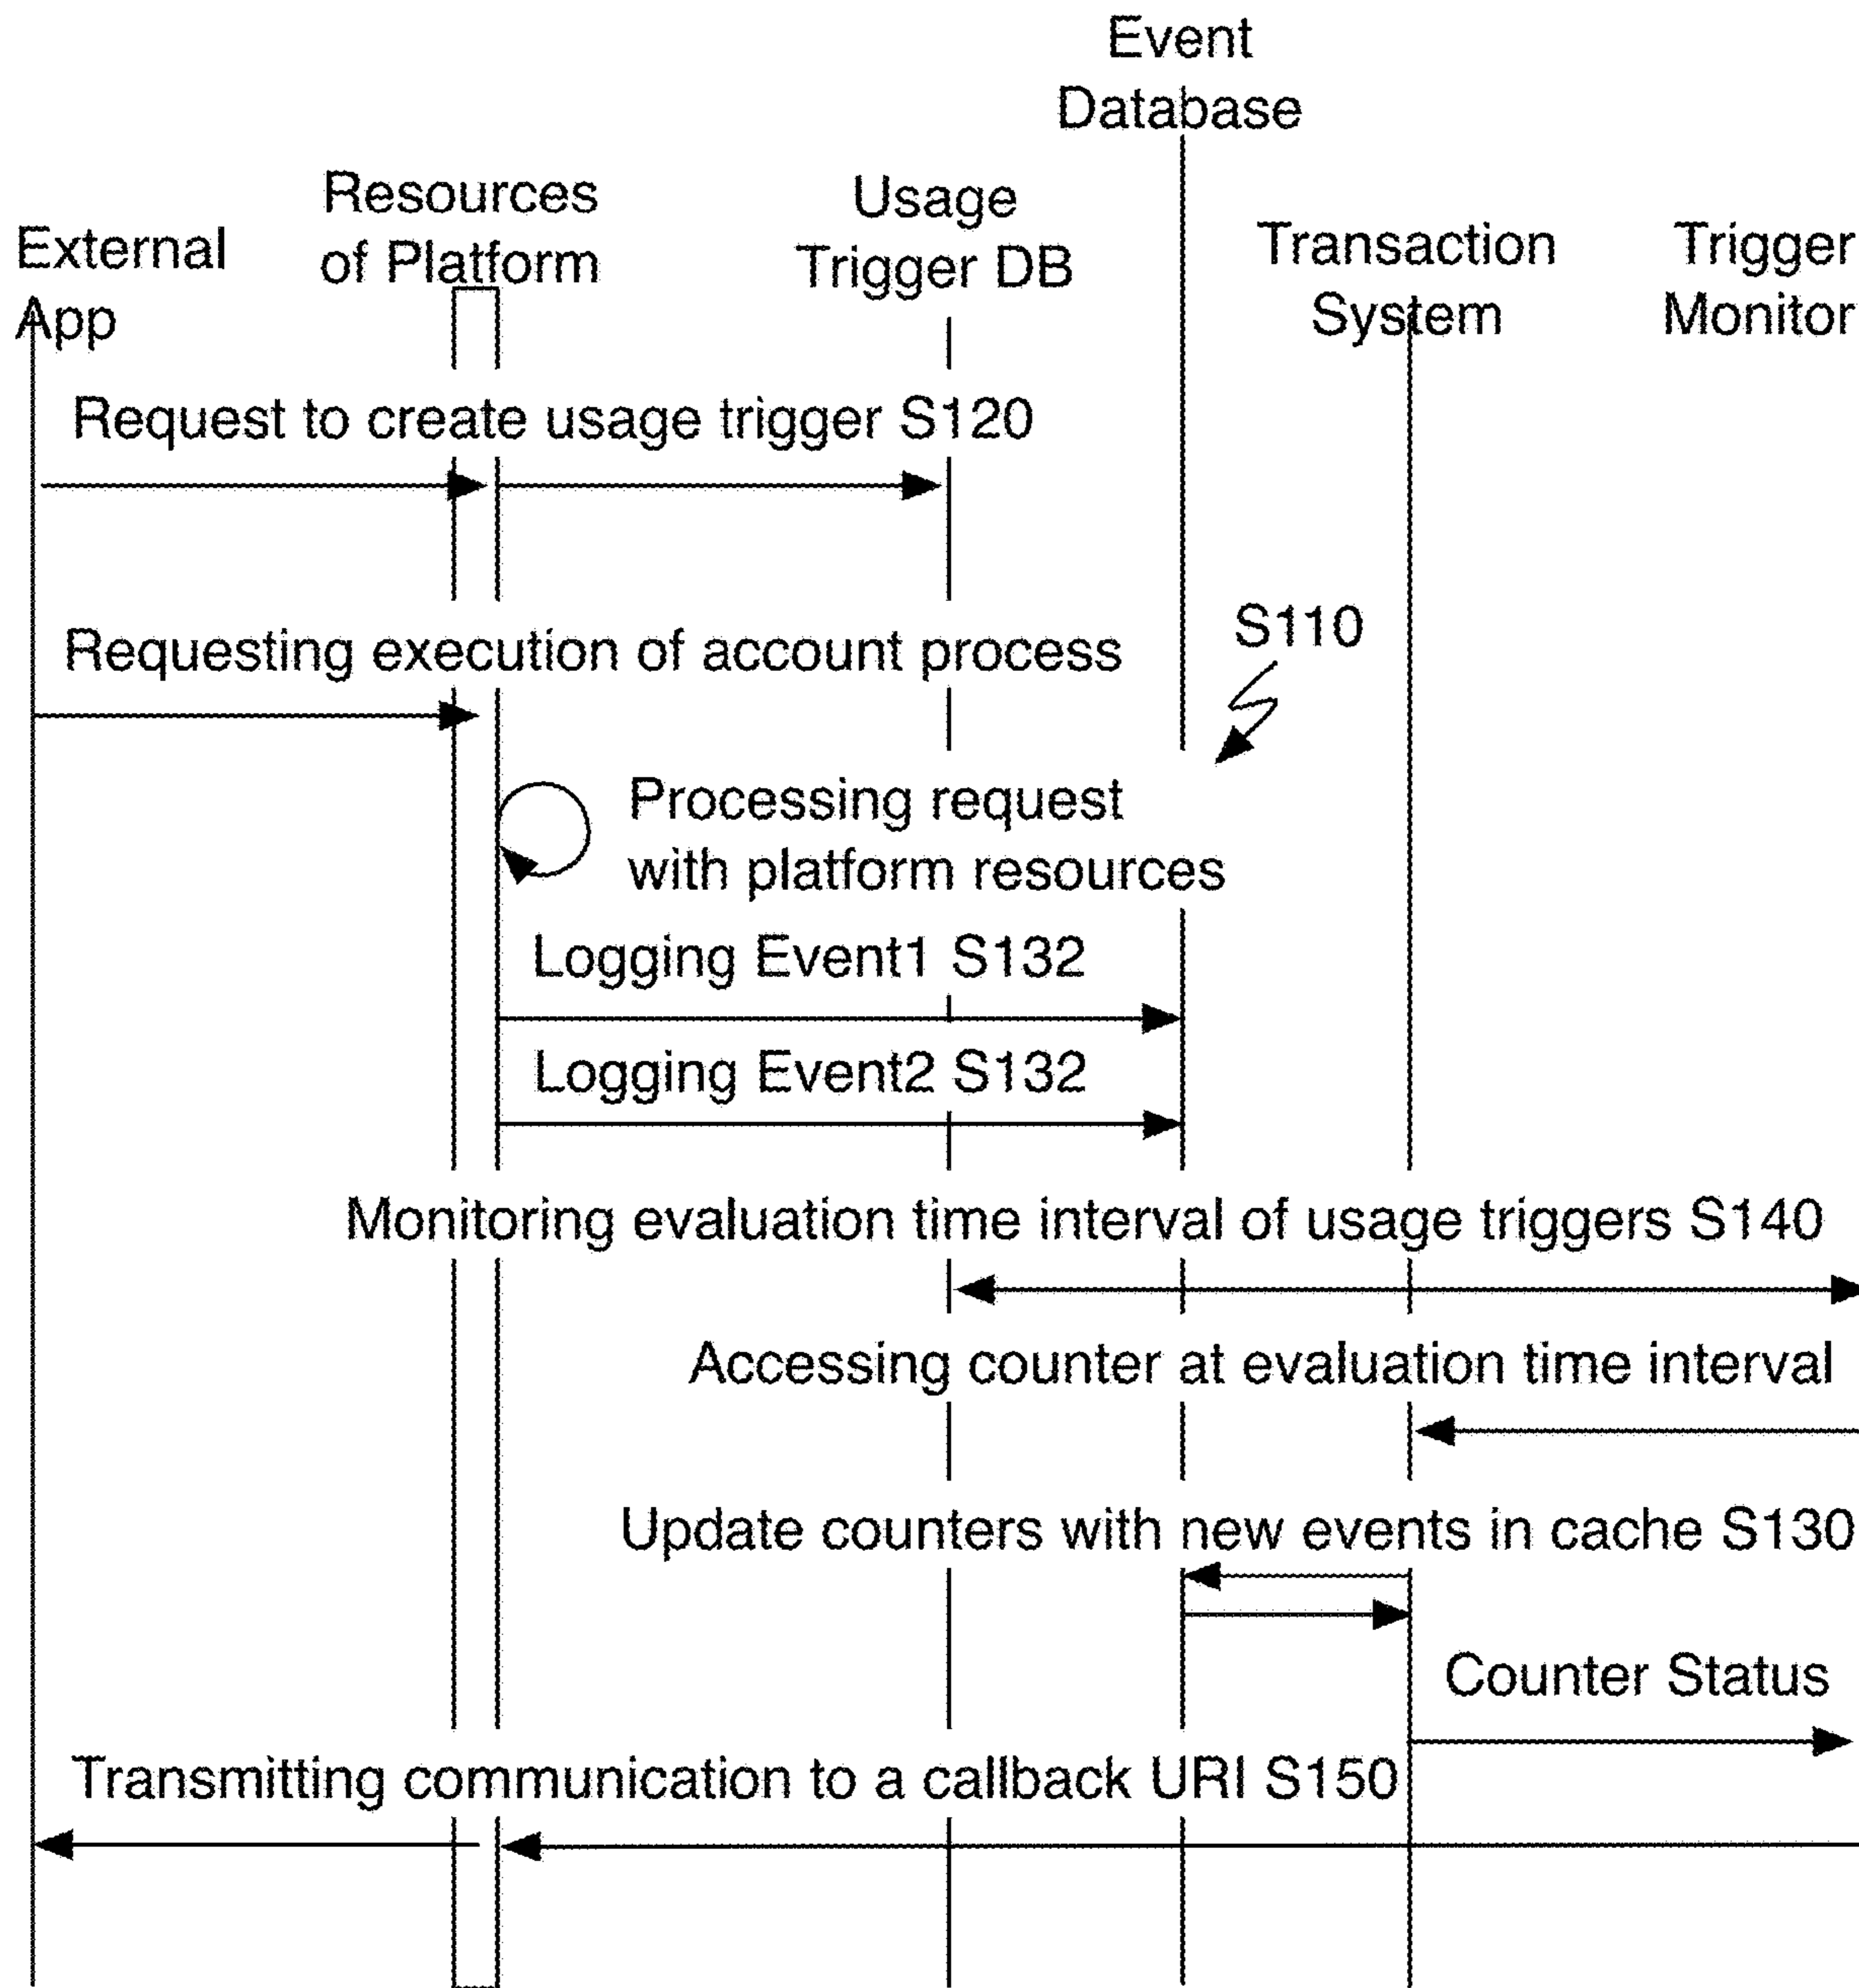 Event
Database
Resources
of Platform
Usage
Trigger DB
External
App
Transaction
System
Trigger
Monitor
Request to create usage trigger S120
Requesting execution of account process
S110
Processing request
with platform resources
Logging Event1 S132
Logging Event2 S132
Monitoring evaluation time interval of usage triggers S140
Accessing counter at evaluation time interval
Update counters with new events in cache S130
Counter Status
Transmitting communication to a callback URI S150